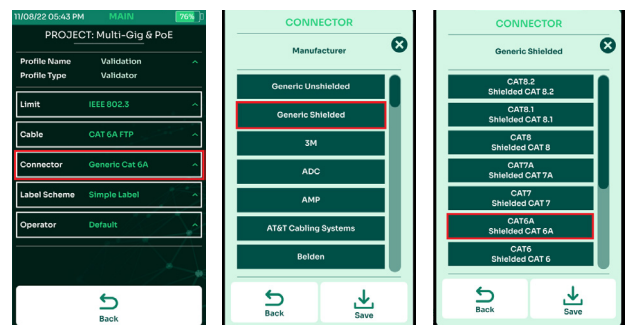 11/08/22 05:43 PM MAIN 76%
PROJECT: Multi-Gig & PoE
Profile Name Validation
Profile Type Validator
Limit IEEE 802.3
Cable CAT 6A FTP
Connector Generic Cat 6A
Label Scheme Simple Label
Operator Default
Back
CONNECTOR
Manufacturer
Generic Unshielded
Generic Shielded
3M
ADC
AMP
AT&T Cabling Systems
Belden
Back Save
CONNECTOR
Generic Shielded
CAT8.2
Shielded CAT 8.2
CAT8.1
Shielded CAT 8.1
CAT8
Shielded CAT 8
CAT7A
Shielded CAT 7A
CAT7
Shielded CAT 7
CAT6A
Shielded CAT 6A
CAT6
Shielded CAT 6
Back Save